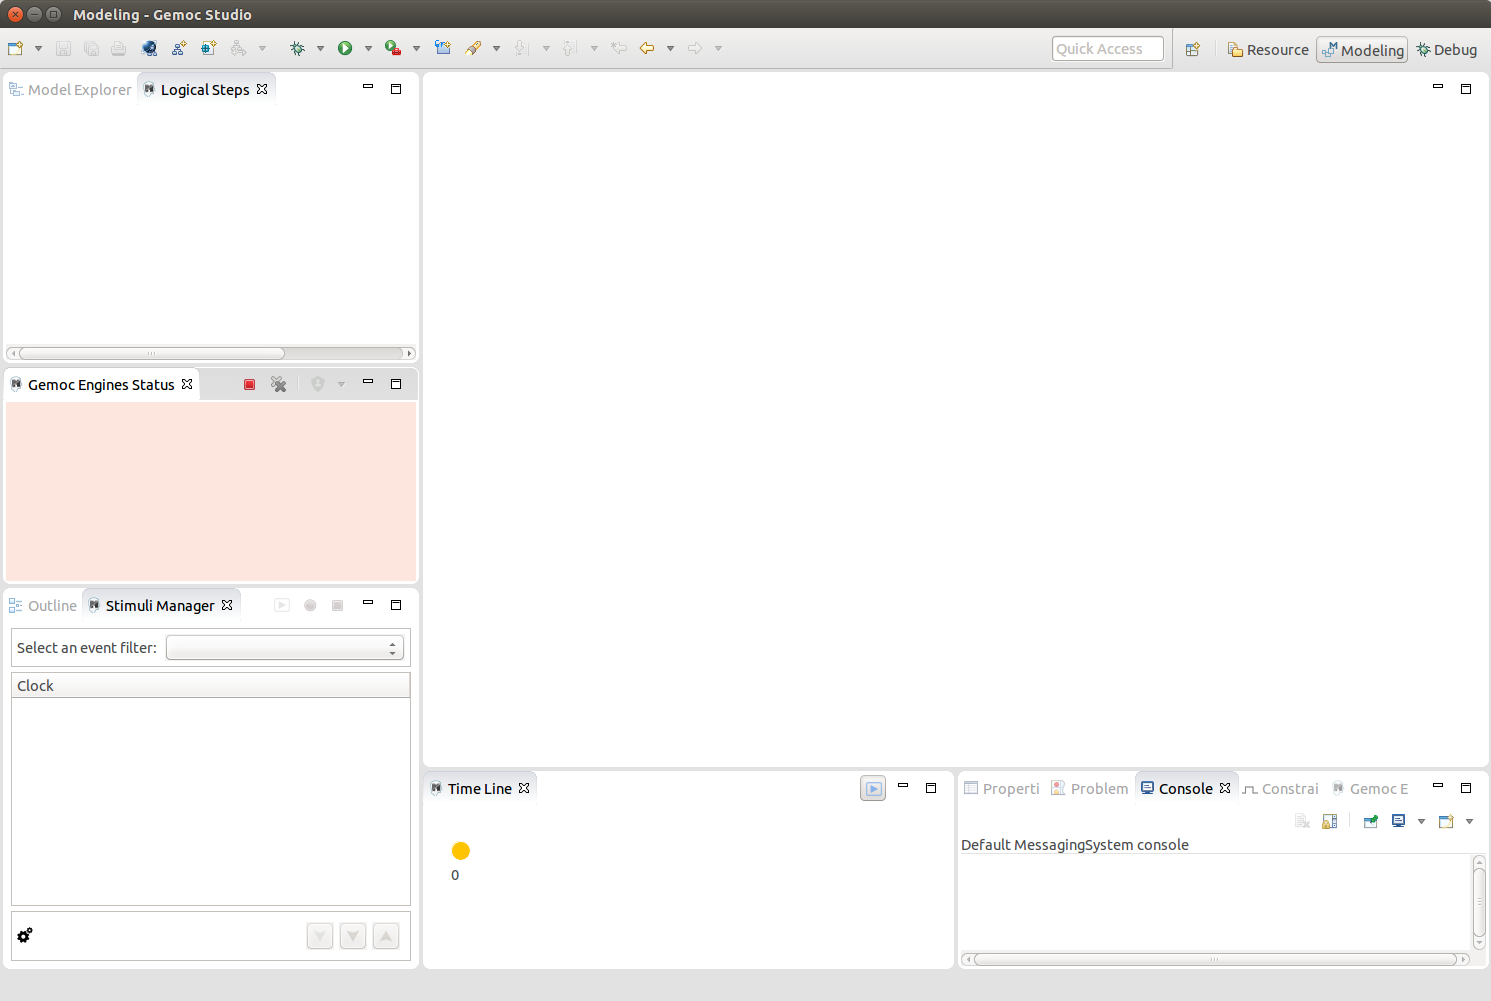 Modeling - Gemoc Studio
Quick Access
Resource
Modeling
Debug
Model Explorer
Logical Steps
Gemoc Engines Status
Outline
Stimuli Manager
Select an event filter:
Clock
Time Line
0
Properti
Problem
Console
Constrai
Gemoc E
Default MessagingSystem console